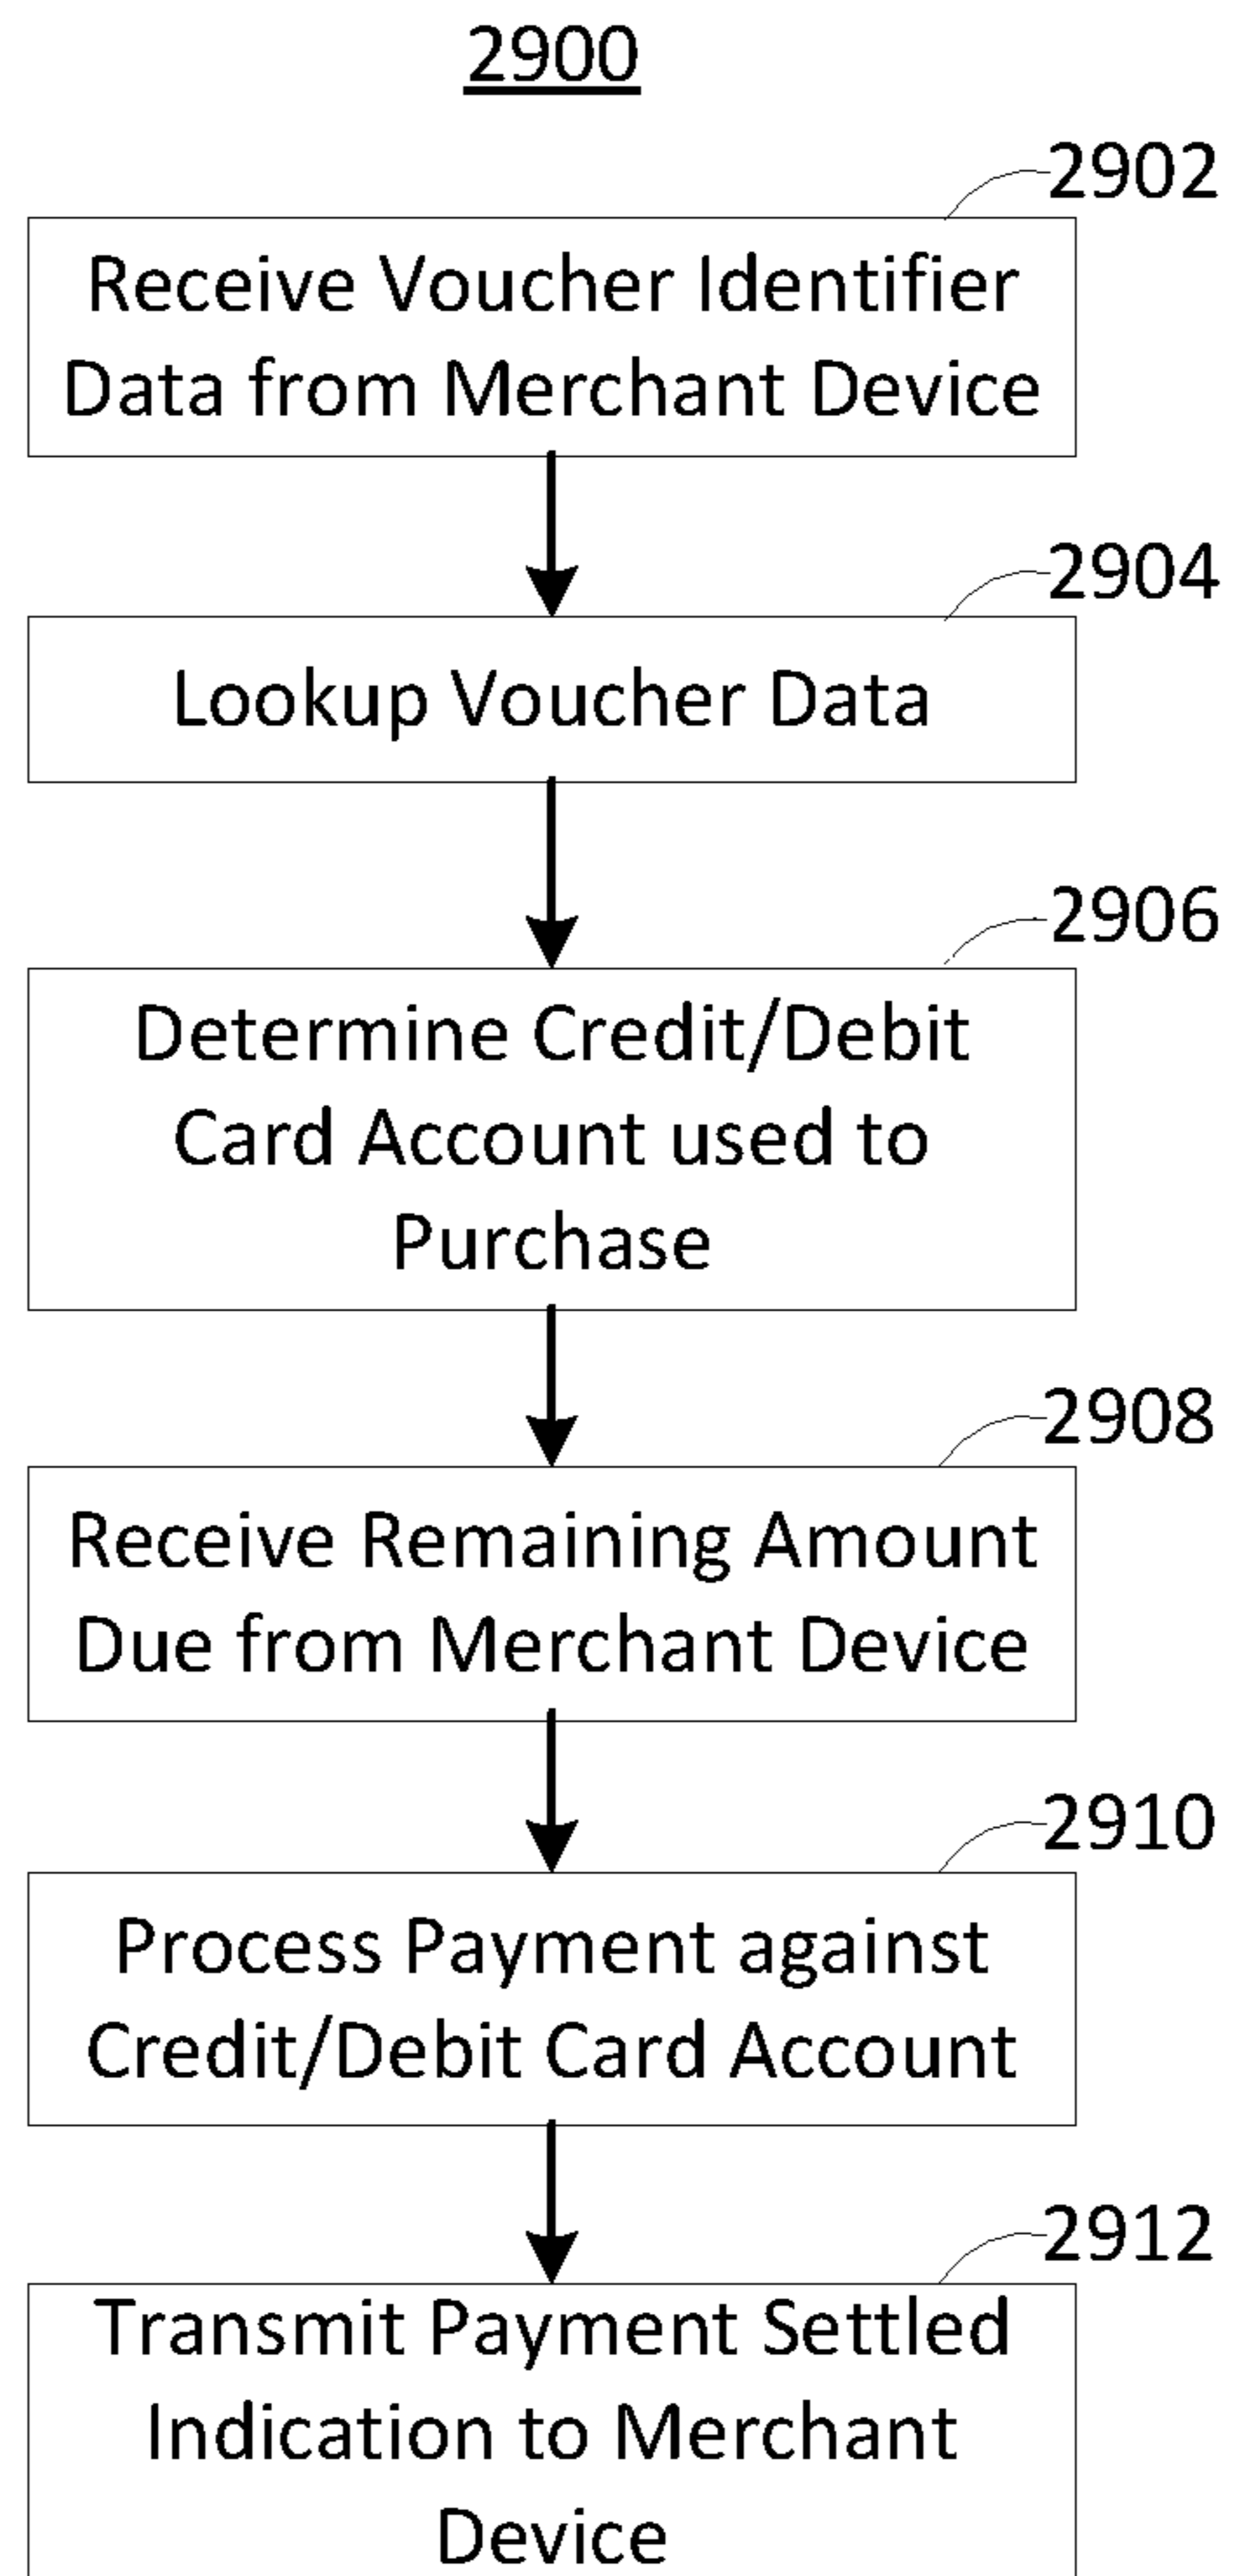 2900
2902
Receive Voucher Identifier
Data from Merchant Device
2904
Lookup Voucher Data
2906
Determine Credit/Debit
Card Account used to
Purchase
2908
Receive Remaining Amount
Due from Merchant Device
2910
Process Payment against
Credit/Debit Card Account
2912
Transmit Payment Settled
Indication to Merchant
Device